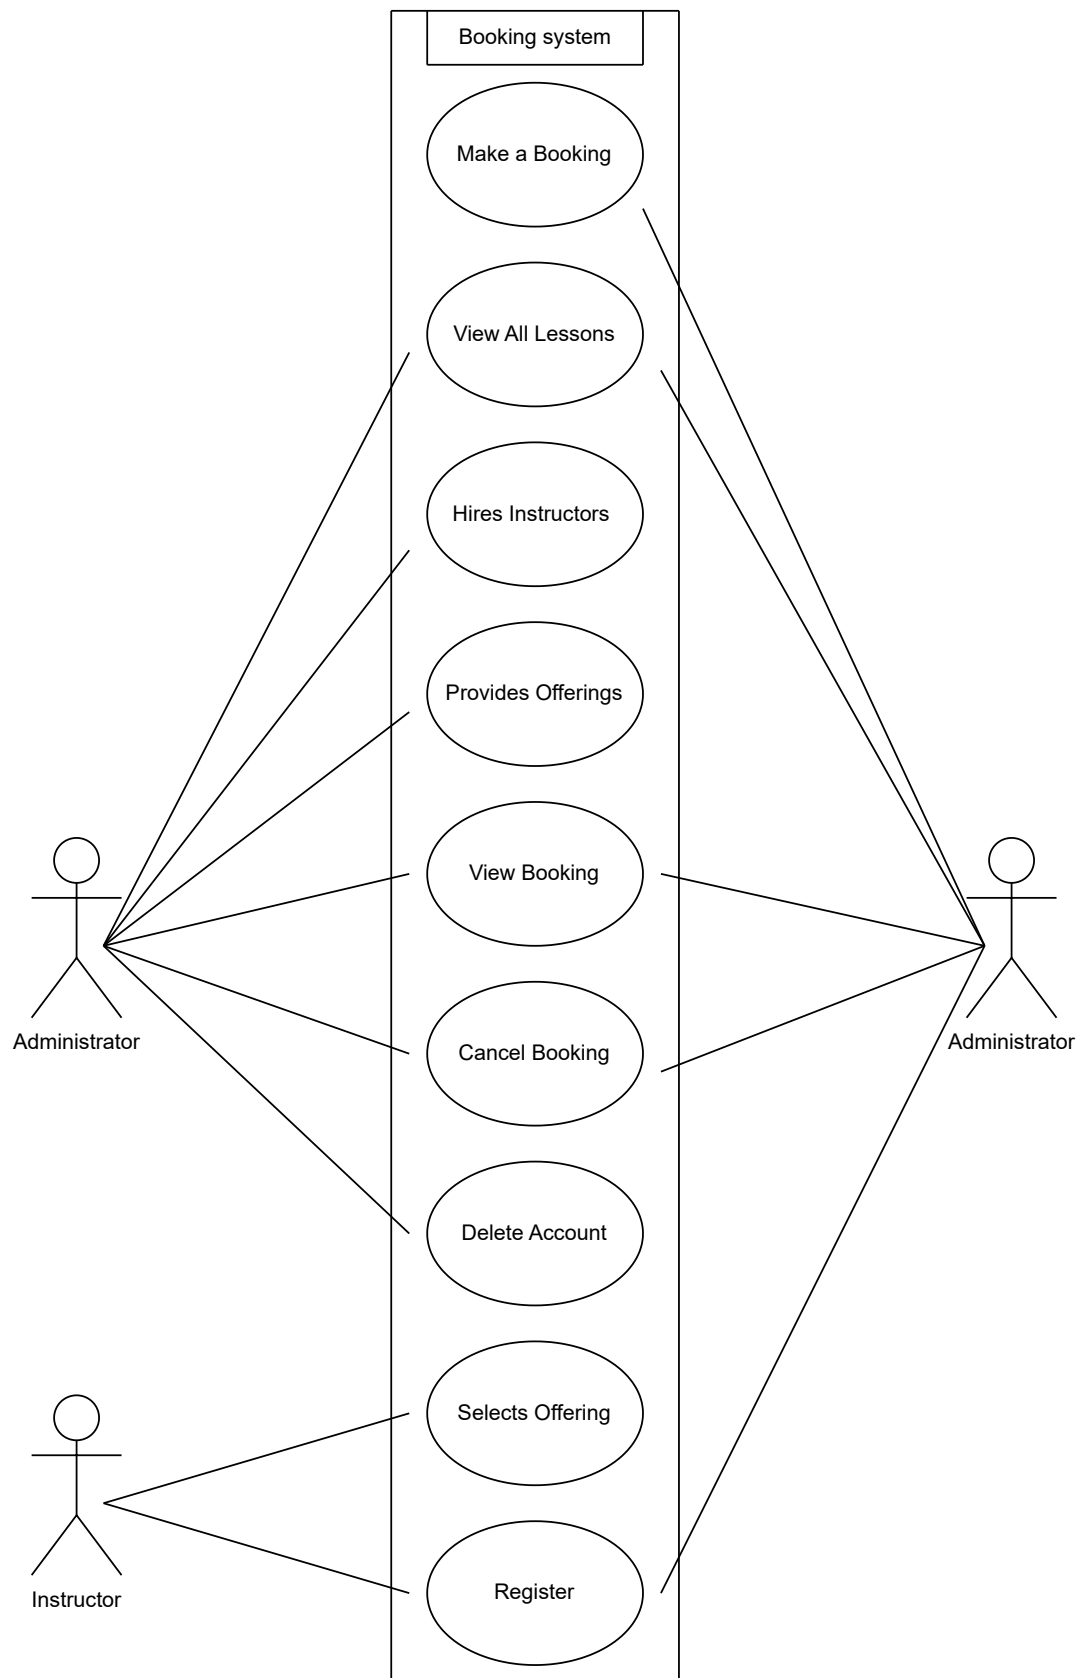 Booking system
Make a Booking
View All Lessons
Hires Instructors
Provides Offerings
View Booking
Administrator
Administrator
Cancel Booking
Delete Account
Selects Offering
Register
Instructor